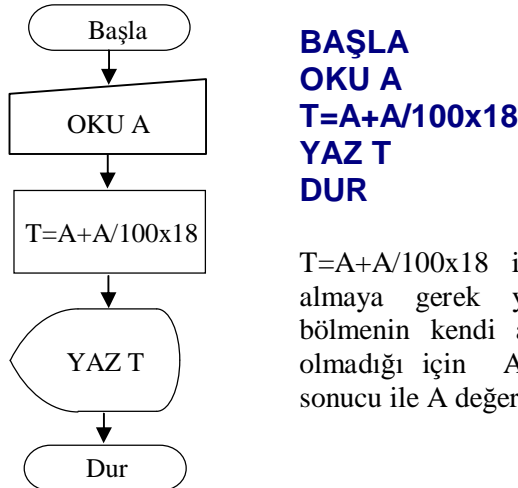 Başla
OKU A
T=A+A/100x18
YAZ T
Dur
BAŞLA
OKU A
T=A+A/100x18
YAZ T
DUR
T=A+A/100x18
almaya gerek
bölmenin kendi
olmadığı için A
sonucu ile A değer